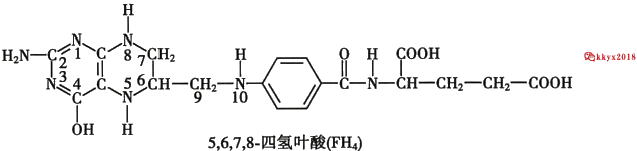 H H O H COOH
H₂N 2 N 1 C C N 8 7 CH₂
3 N 4 C C N 5 6 CH CH₂ 9 N 10 C N CH CH₂ CH₂ COOH
OH H
kkyx2018
5,6,7,8-四氢叶酸(FH₄)